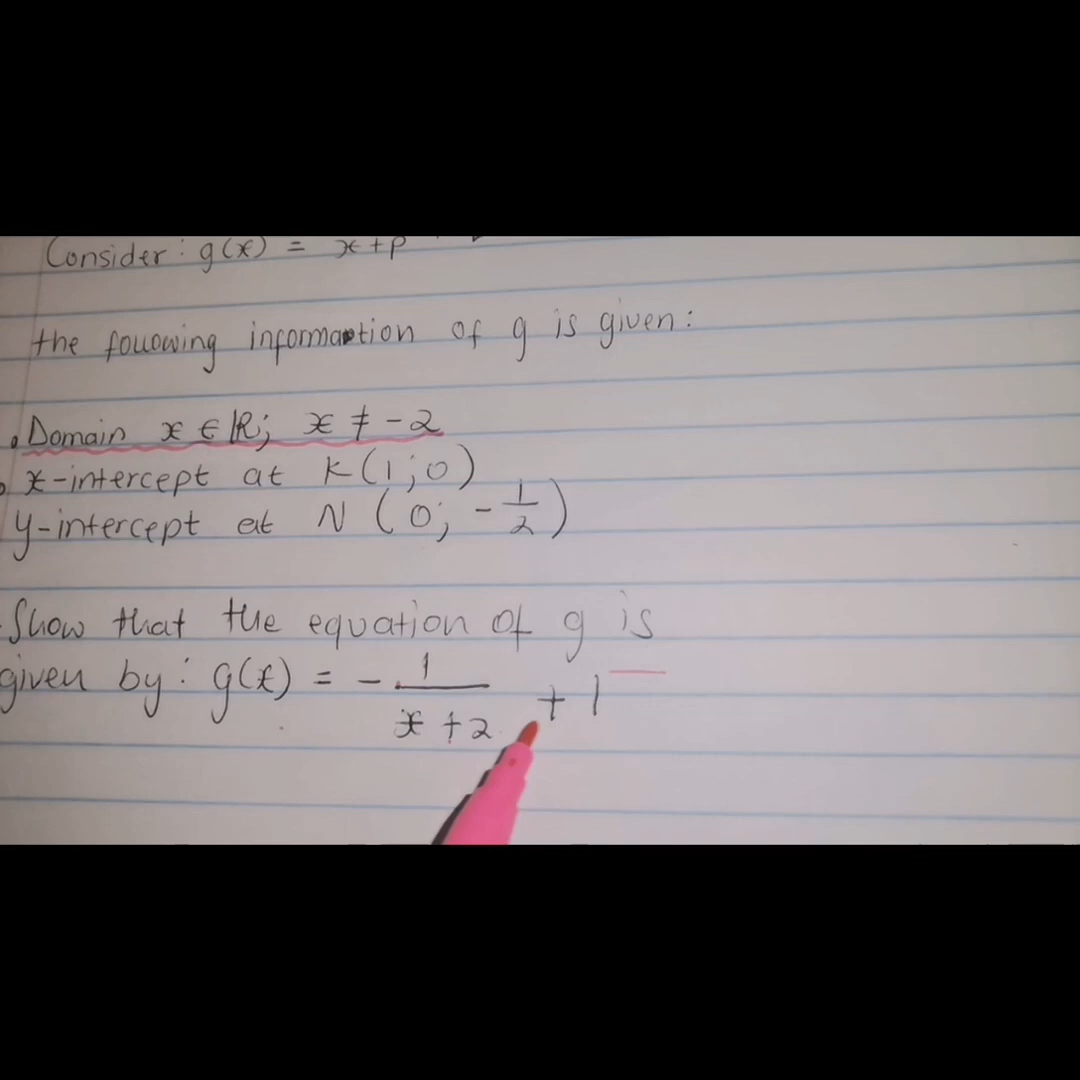 Consider: g(x) = x+p
the following information of g is given:
• Domain x ∈ ℝ; x ≠ -2
• x-intercept at K(1;0)
y-intercept at N (0; -1/2)
Show that the equation of g is
given by: g(x) = - 1/(x+2) + 1